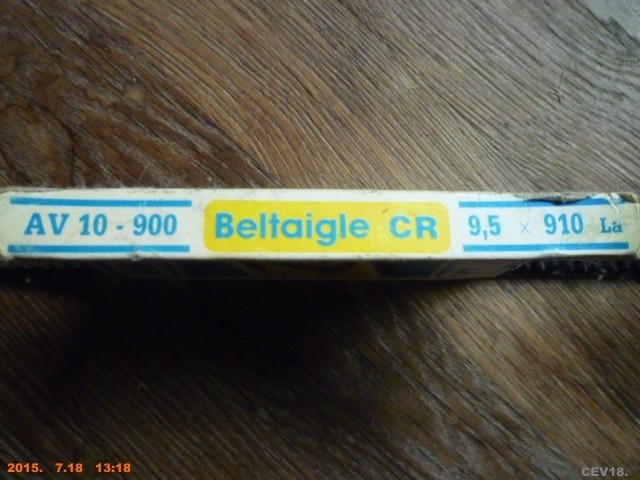 AV 10 - 900 Beltaigle CR 9,5 x 910 La
2015. 7.18 13:18
CEV18.